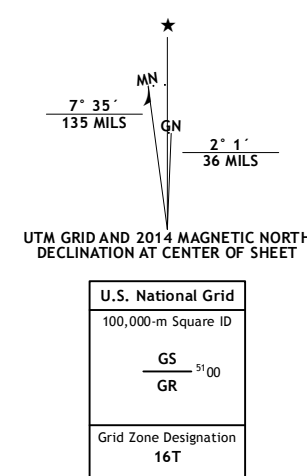 ★
MN
GN
7° 35´
135 MILS
2° 1´
36 MILS
UTM GRID AND 2014 MAGNETIC NORTH
DECLINATION AT CENTER OF SHEET
U.S. National Grid
100,000-m Square ID
GS
5100
GR
Grid Zone Designation
16T